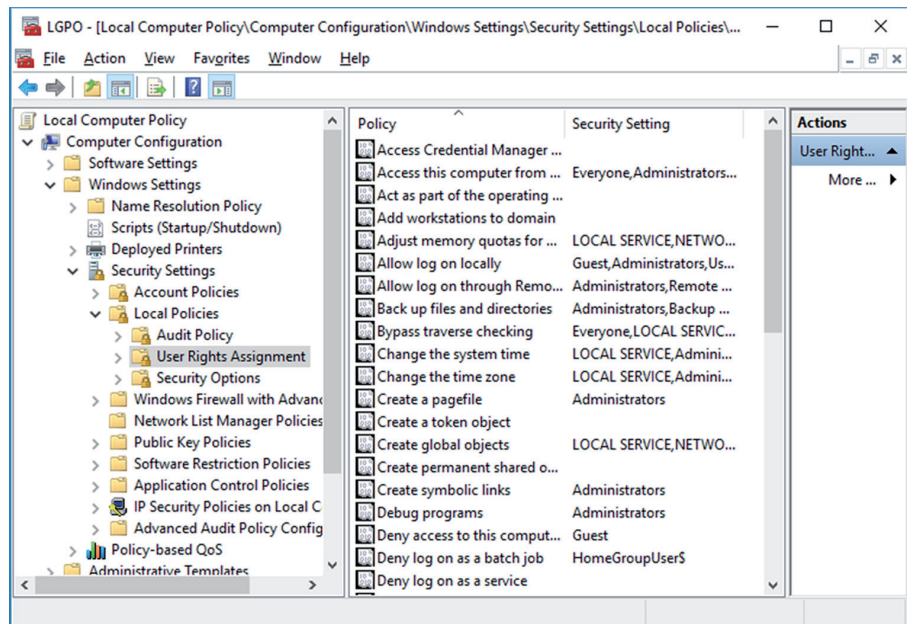 LGPO - [Local Computer Policy\Computer Configuration\Windows Settings\Security Settings\Local Policies\...
File Action View Favorites Window Help
Local Computer Policy
Computer Configuration
Software Settings
Windows Settings
Name Resolution Policy
Scripts (Startup/Shutdown)
Deployed Printers
Security Settings
Account Policies
Local Policies
Audit Policy
User Rights Assignment
Security Options
Windows Firewall with Advanc
Network List Manager Policies
Public Key Policies
Software Restriction Policies
Application Control Policies
IP Security Policies on Local C
Advanced Audit Policy Config
Policy-based QoS
Administrative Templates
Policy Security Setting
Access Credential Manager ...
Access this computer from ... Everyone,Administrators...
Act as part of the operating ...
Add workstations to domain
Adjust memory quotas for ... LOCAL SERVICE,NETWO...
Allow log on locally Guest,Administrators,Us...
Allow log on through Remo... Administrators,Remote ...
Back up files and directories Administrators,Backup ...
Bypass traverse checking Everyone,LOCAL SERVIC...
Change the system time LOCAL SERVICE,Admini...
Change the time zone LOCAL SERVICE,Admini...
Create a pagefile Administrators
Create a token object
Create global objects LOCAL SERVICE,NETWO...
Create permanent shared o...
Create symbolic links Administrators
Debug programs Administrators
Deny access to this comput... Guest
Deny log on as a batch job HomeGroupUser$
Deny log on as a service
Actions
User Right...
More ...